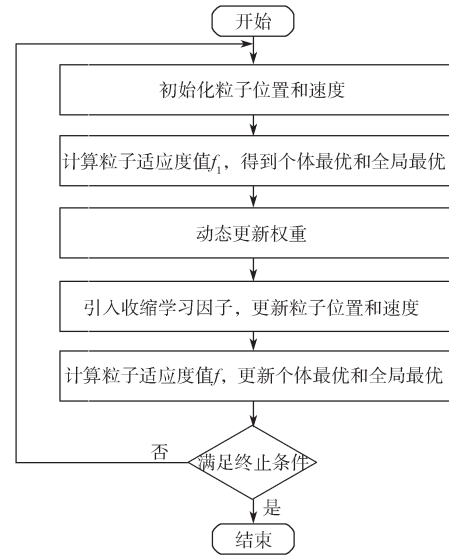 开始
初始化粒子位置和速度
计算粒子适应度值f₁，得到个体最优和全局最优
动态更新权重
引入收缩学习因子，更新粒子位置和速度
计算粒子适应度值f，更新个体最优和全局最优
满足终止条件
否
是
结束